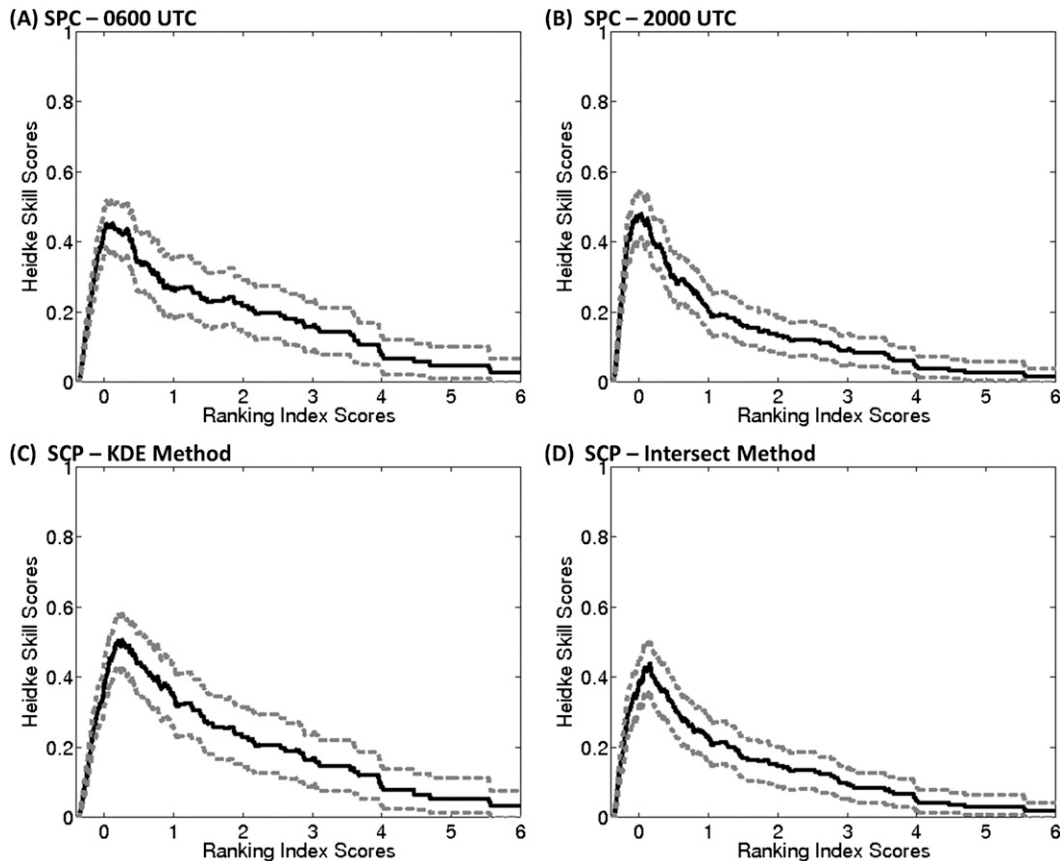 (A) SPC – 0600 UTC
1
0.8
0.6
0.4
0.2
0
Heidke Skill Scores
0 1 2 3 4 5 6
Ranking Index Scores
(B) SPC – 2000 UTC
1
0.8
0.6
0.4
0.2
0
Heidke Skill Scores
0 1 2 3 4 5 6
Ranking Index Scores
(C) SCP – KDE Method
1
0.8
0.6
0.4
0.2
0
Heidke Skill Scores
0 1 2 3 4 5 6
Ranking Index Scores
(D) SCP – Intersect Method
1
0.8
0.6
0.4
0.2
0
Heidke Skill Scores
0 1 2 3 4 5 6
Ranking Index Scores